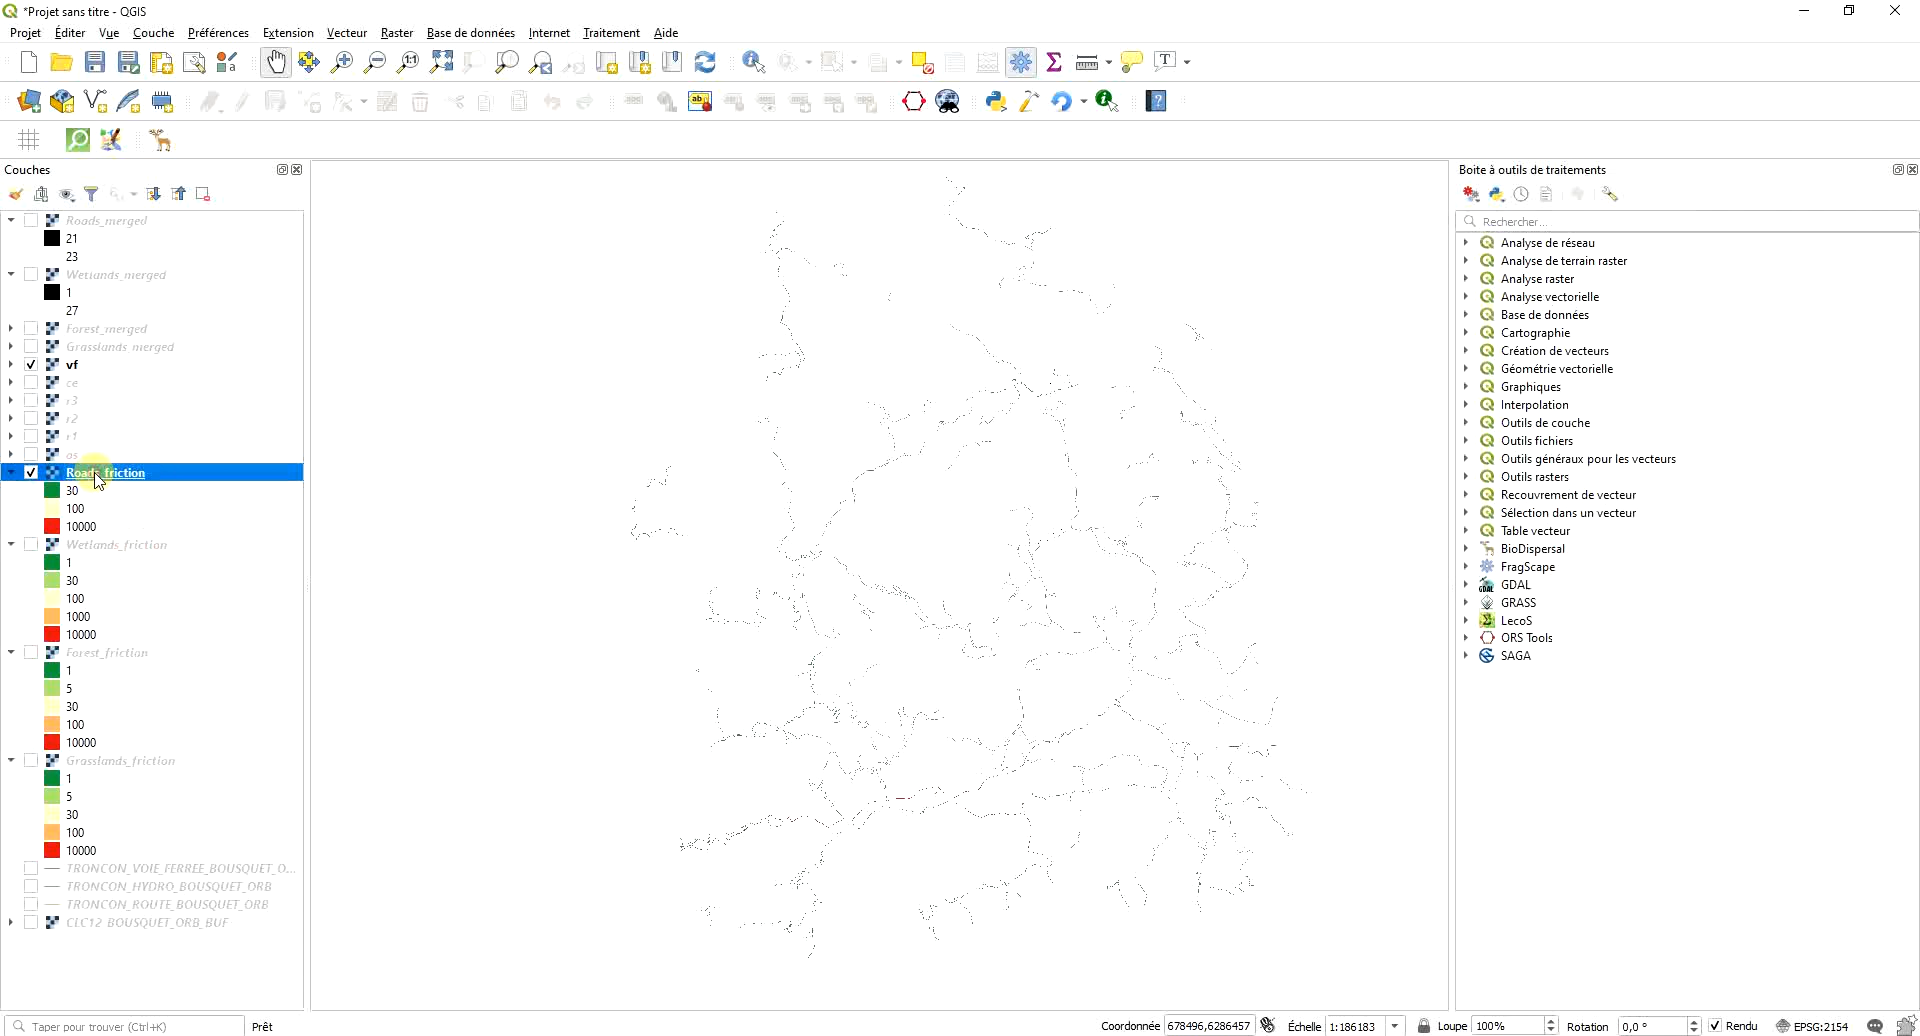 *Projet sans titre - QGIS
Projet Éditer Vue Couche Préférences Extension Vecteur Raster Base de données Internet Traitement Aide
Couches
Roads_merged
21
23
Wetlands_merged
1
27
Forest_merged
Grasslands_merged
vf
ce
r3
r2
r1
as
Roads_friction
30
100
10000
Wetlands_friction
1
30
100
1000
10000
Forest_friction
1
5
30
100
10000
Grasslands_friction
1
5
30
100
10000
TRONCON_VOIE_FERREE_BOUSQUET_O...
TRONCON_HYDRO_BOUSQUET_ORB
TRONCON_ROUTE_BOUSQUET_ORB
CLC12_BOUSQUET_ORB_BUF
Boite à outils de traitements
Rechercher...
Analyse de réseau
Analyse de terrain raster
Analyse raster
Analyse vectorielle
Base de données
Cartographie
Création de vecteurs
Géométrie vectorielle
Graphiques
Interpolation
Outils de couche
Outils fichiers
Outils généraux pour les vecteurs
Outils rasters
Recouvrement de vecteur
Sélection dans un vecteur
Table vecteur
BioDispersal
FragScape
GDAL
GRASS
LecoS
ORS Tools
SAGA
Taper pour trouver (Ctrl+K) Prêt Coordonnée 678496,6286457 Échelle 1:186183 Loupe 100% Rotation 0,0 ° Rendu EPSG:2154